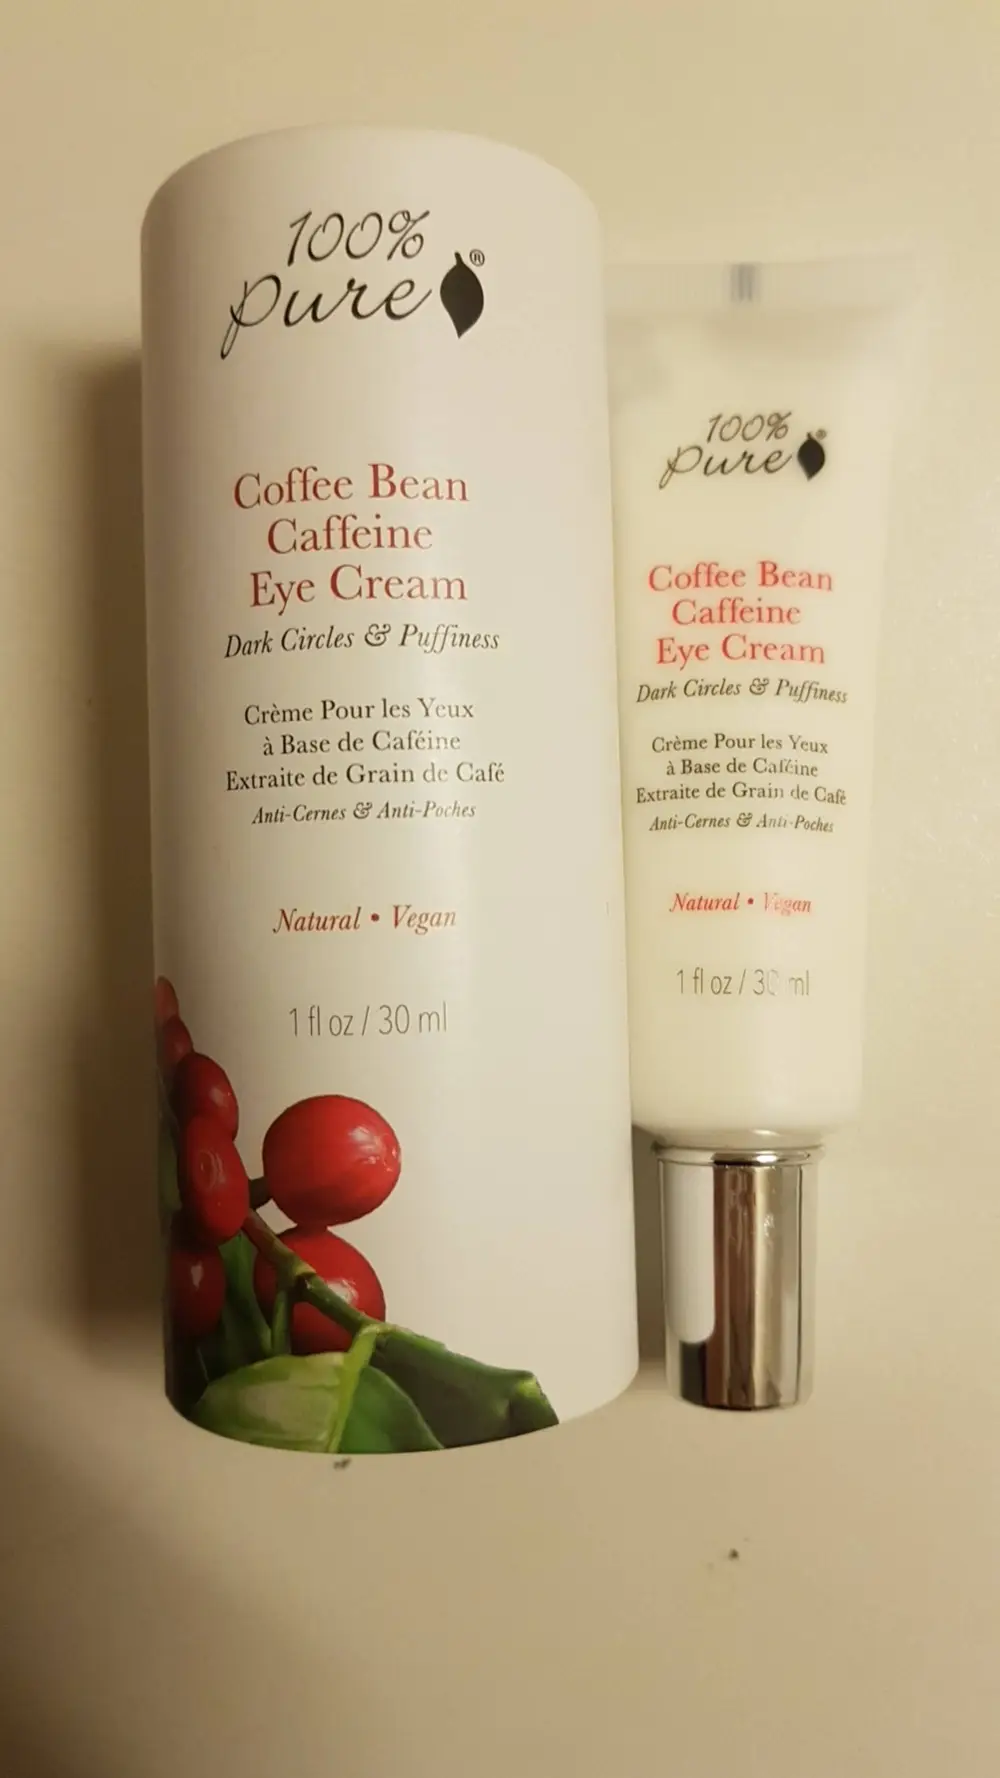 100%
pure®
Coffee Bean
Caffeine
Eye Cream
Dark Circles & Puffiness
Crème Pour les Yeux
à Base de Caféine
Extraite de Grain de Café
Anti-Cernes & Anti-Poches
Natural • Vegan
1 fl oz / 30 ml
100%
pure®
Coffee Bean
Caffeine
Eye Cream
Dark Circles & Puffiness
Crème Pour les Yeux
à Base de Caféine
Extraite de Grain de Café
Anti-Cernes & Anti-Poches
Natural • Vegan
1 fl oz / 30 ml